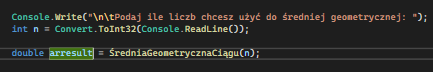 Console.Write("\n\tPodaj ile liczb chcesz użyć do średniej geometrycznej: ");
int n = Convert.ToInt32(Console.ReadLine());
double arresult = ŚredniaGeometrycznaCiągu(n);